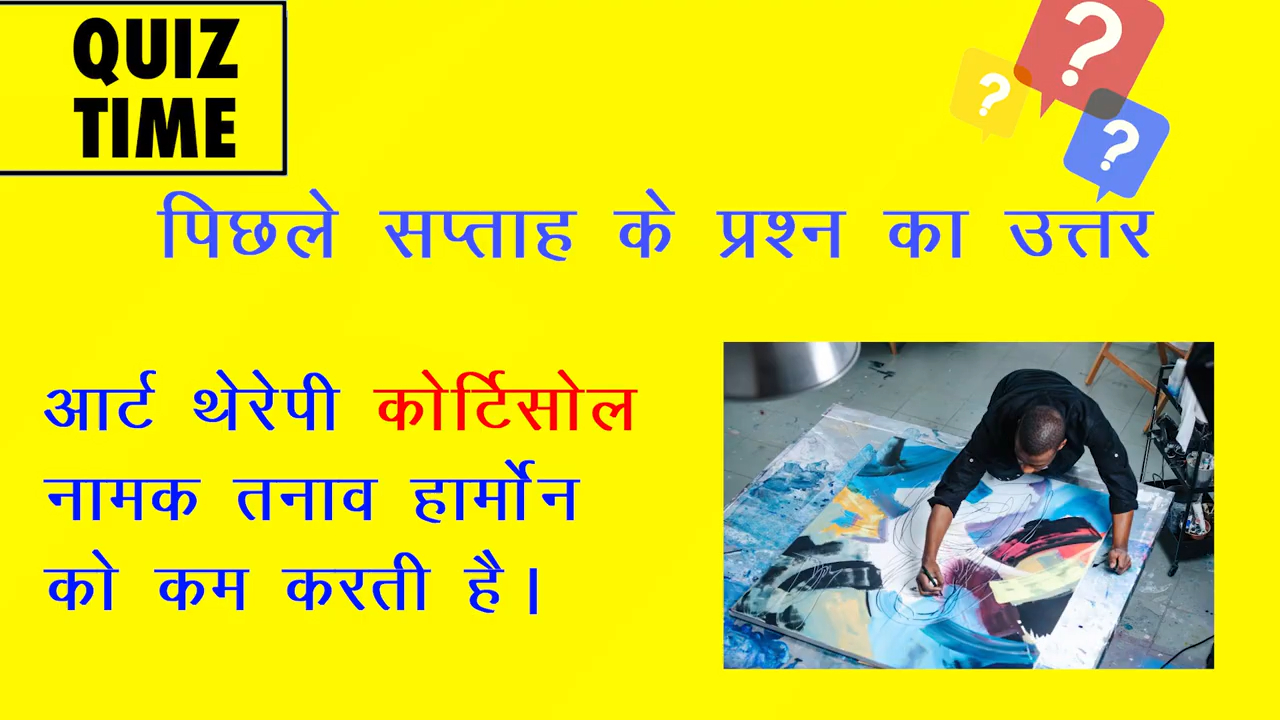 QUIZ
TIME
पिछले सप्ताह के प्रश्न का उत्तर
आर्ट थेरेपी कोर्टिसोल
नामक तनाव हार्मोन
को कम करती है।